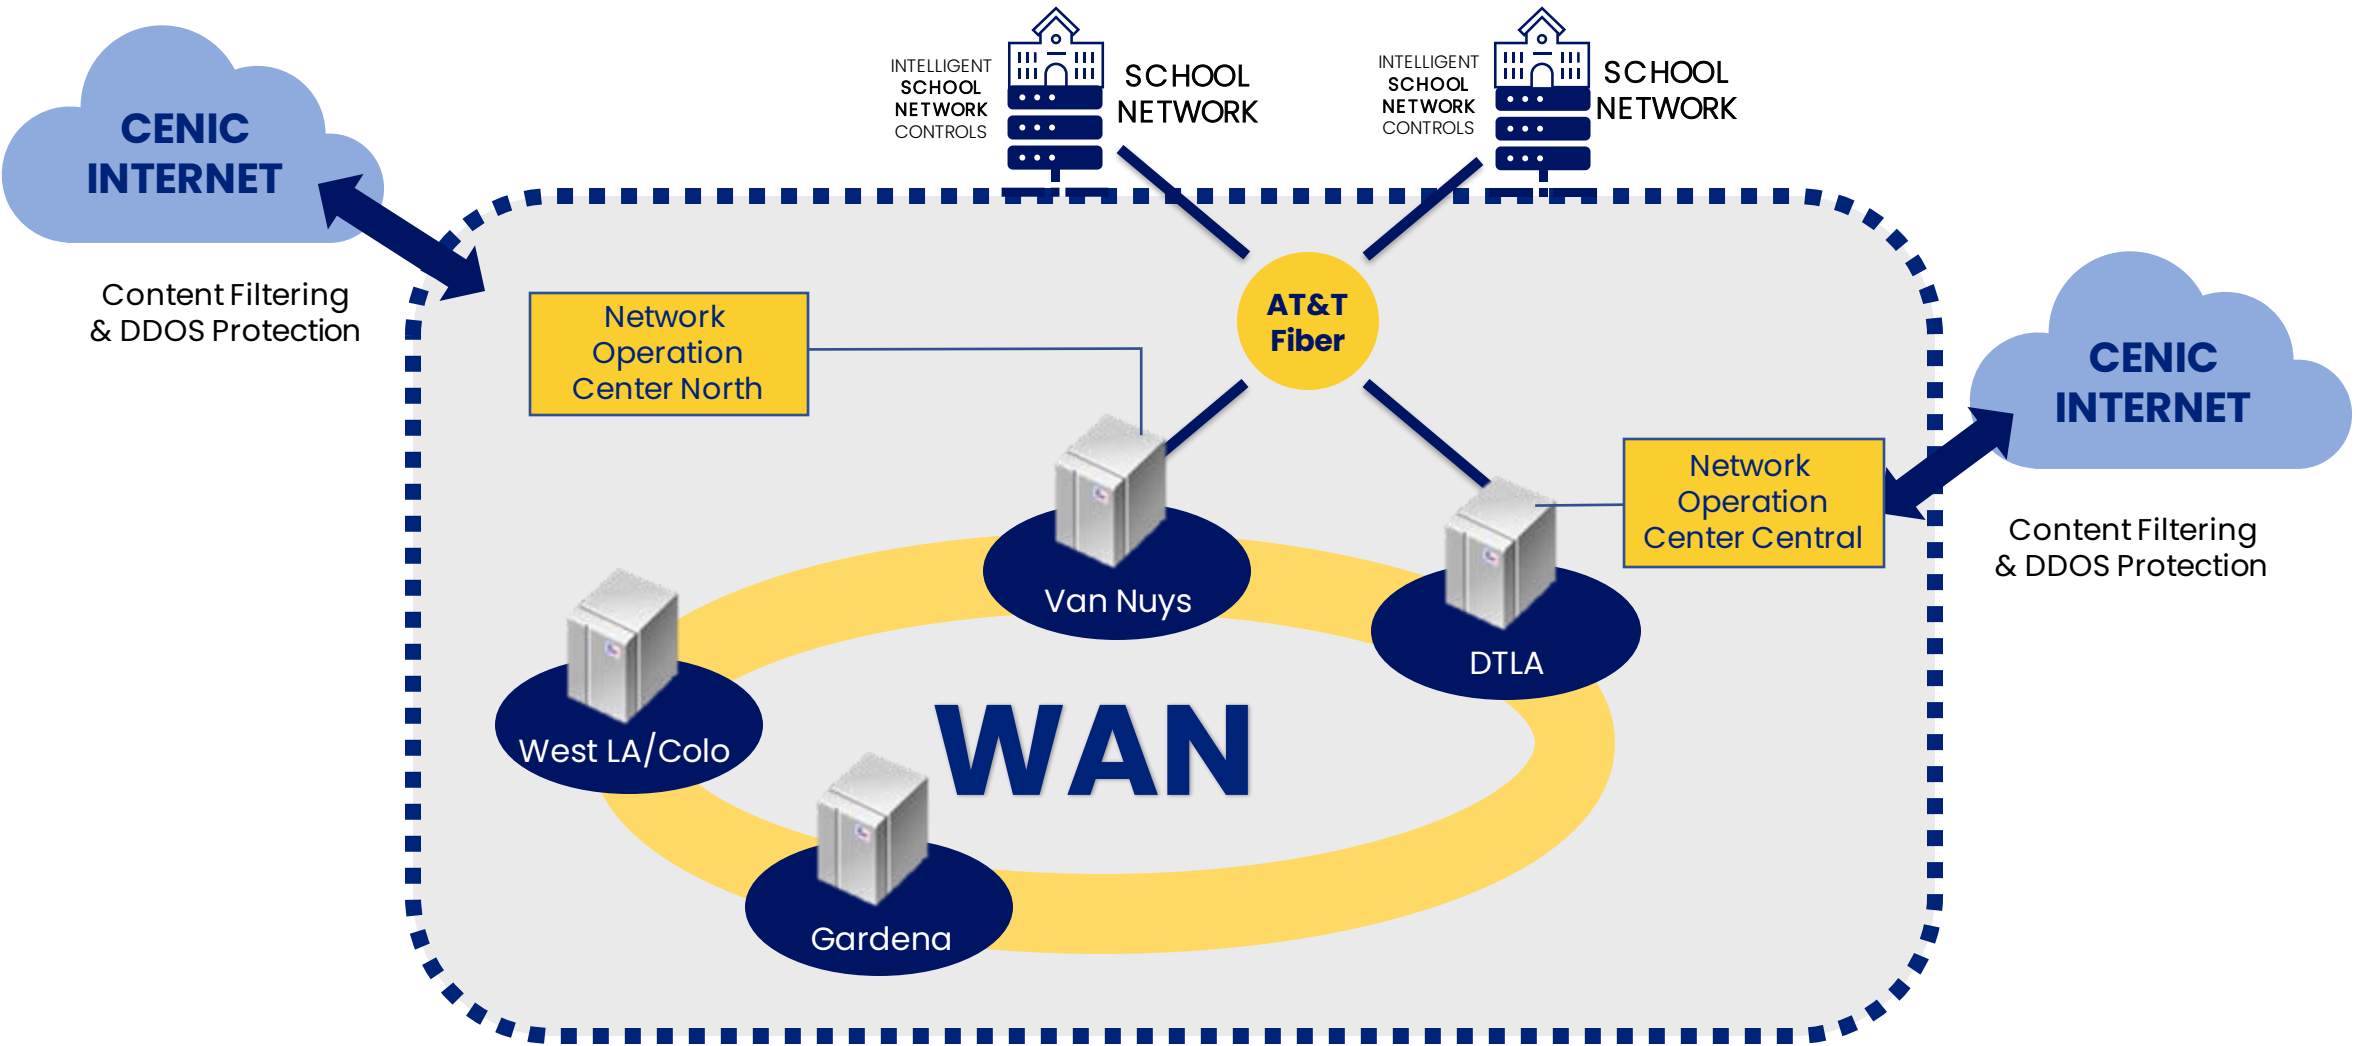 INTELLIGENT
SCHOOL
NETWORK
CONTROLS
SCHOOL
NETWORK
INTELLIGENT
SCHOOL
NETWORK
CONTROLS
SCHOOL
NETWORK
CENIC
INTERNET
Content Filtering
& DDOS Protection
Network
Operation
Center North
AT&T
Fiber
CENIC
INTERNET
Network
Operation
Center Central
Content Filtering
& DDOS Protection
Van Nuys
DTLA
West LA/Colo
WAN
Gardena